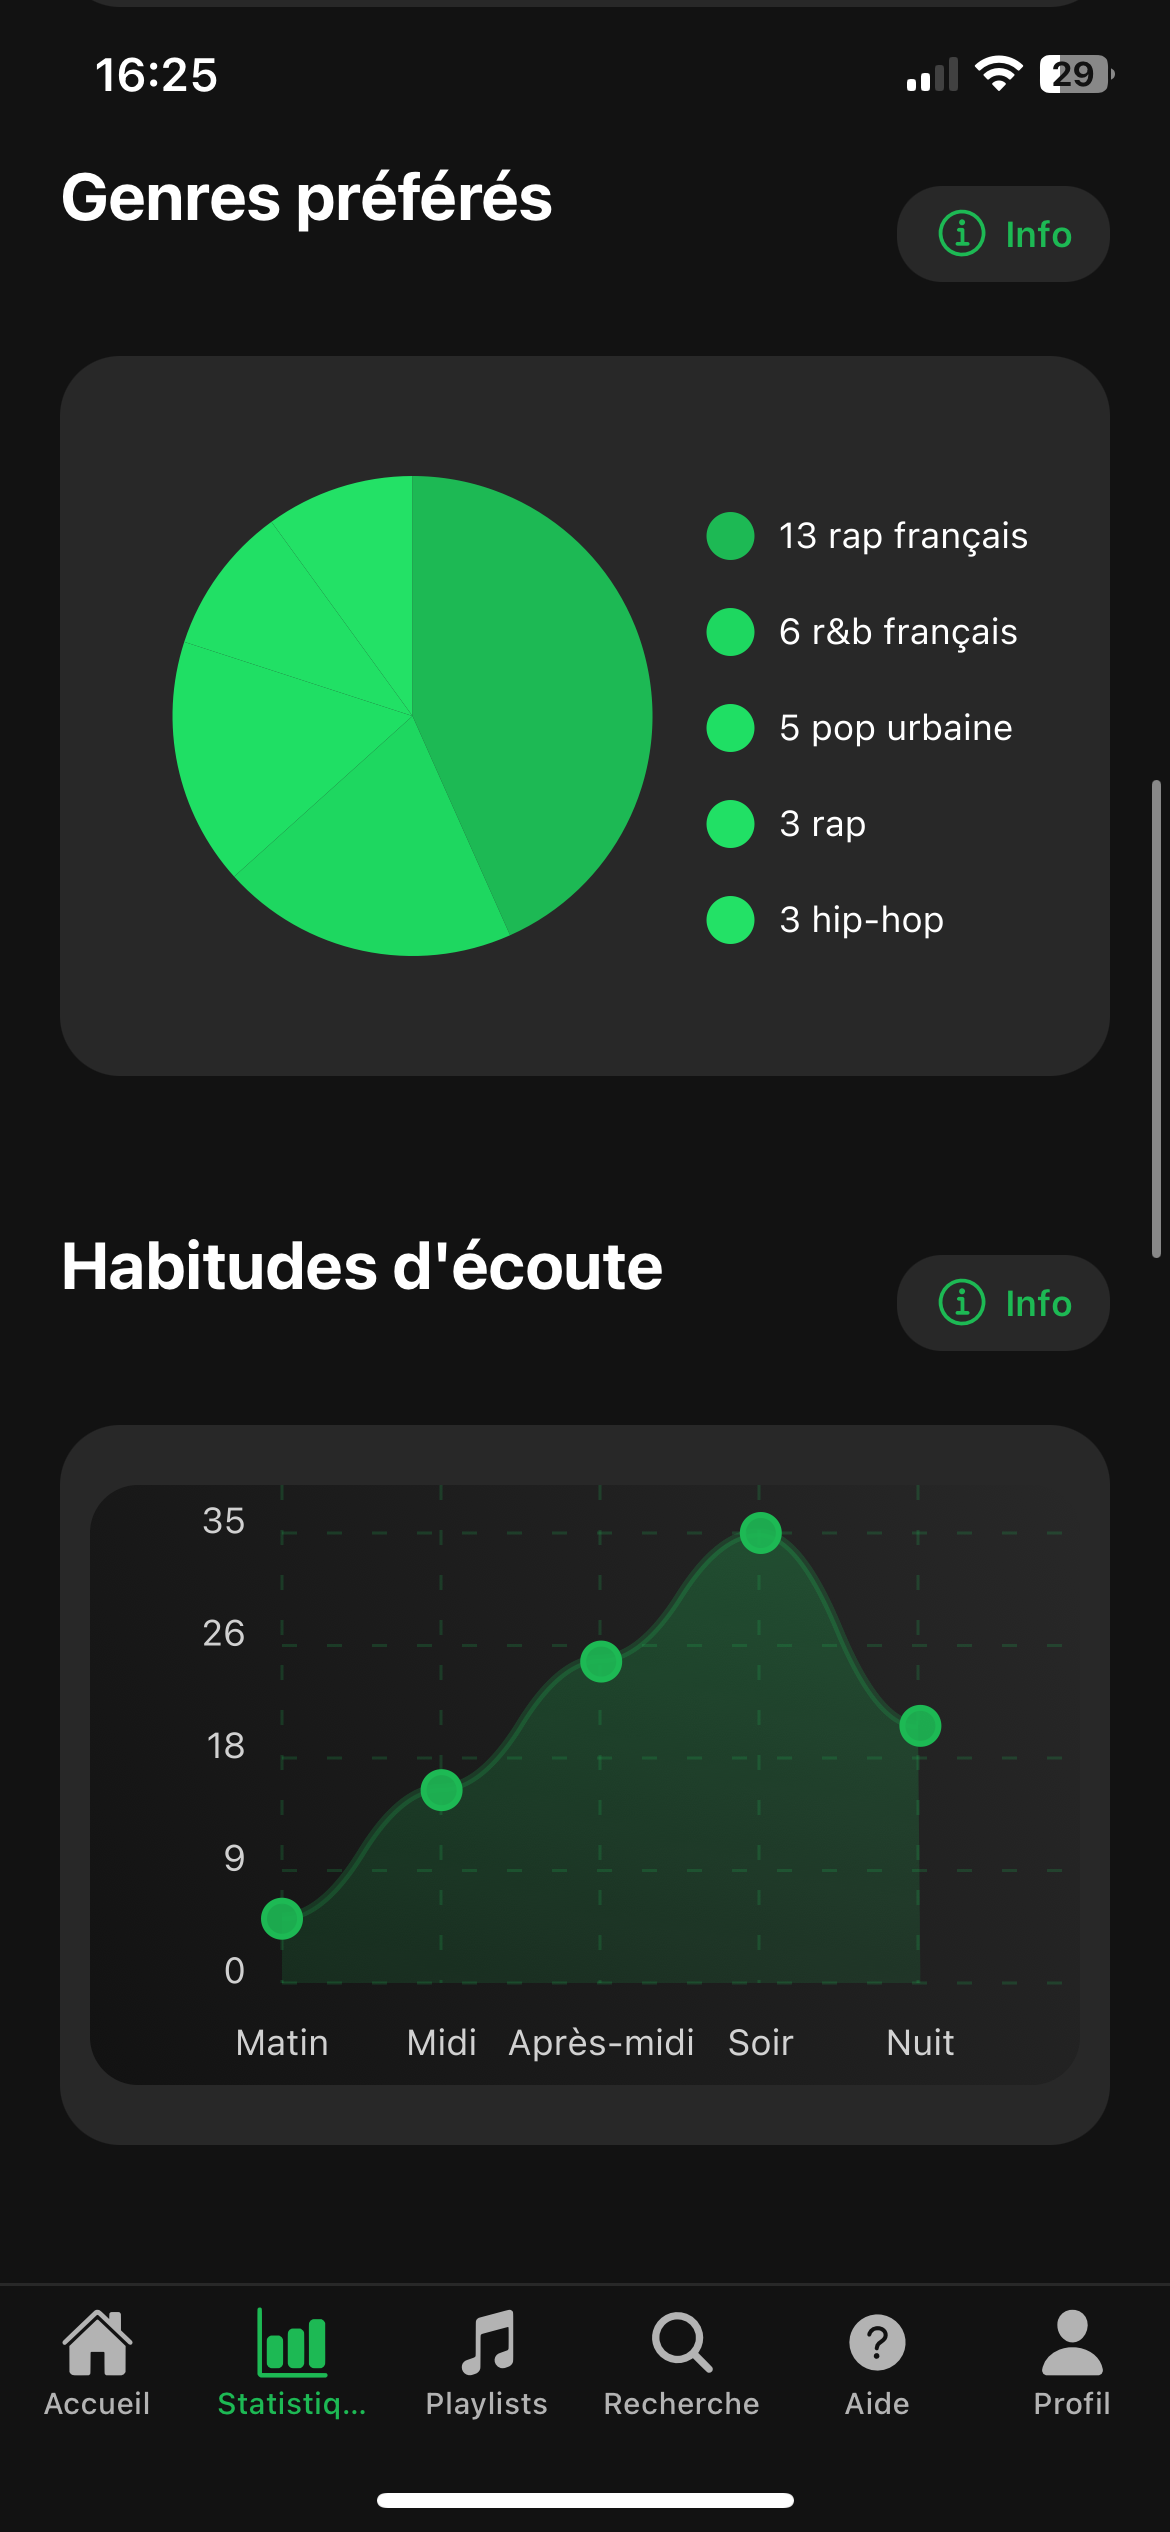 16:25
29
Genres préférés
Info
13 rap français
6 r&b français
5 pop urbaine
3 rap
3 hip-hop
Habitudes d'écoute
Info
35
26
18
9
0
Matin Midi Après-midi Soir Nuit
Accueil Statistiq... Playlists Recherche Aide Profil